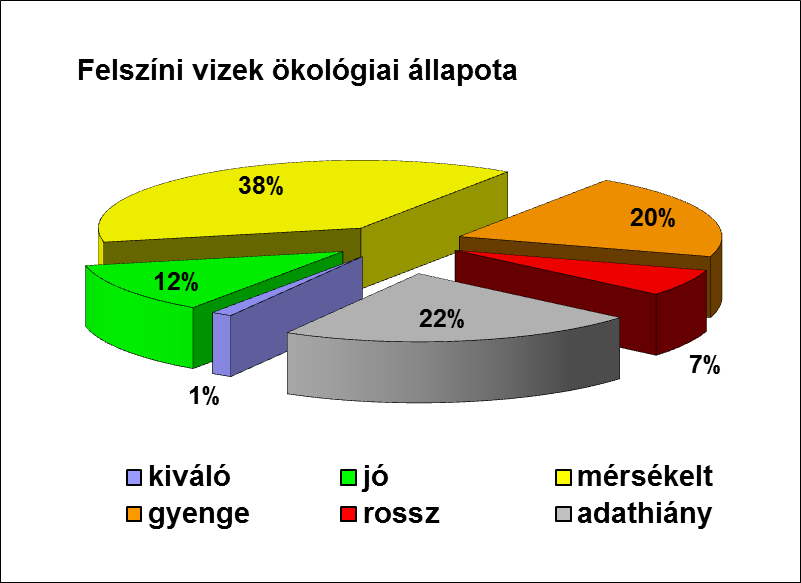 Felszíni vizek ökológiai állapota
38%
20%
12%
22%
7%
1%
kiváló jó mérsékelt
gyenge rossz adathiány